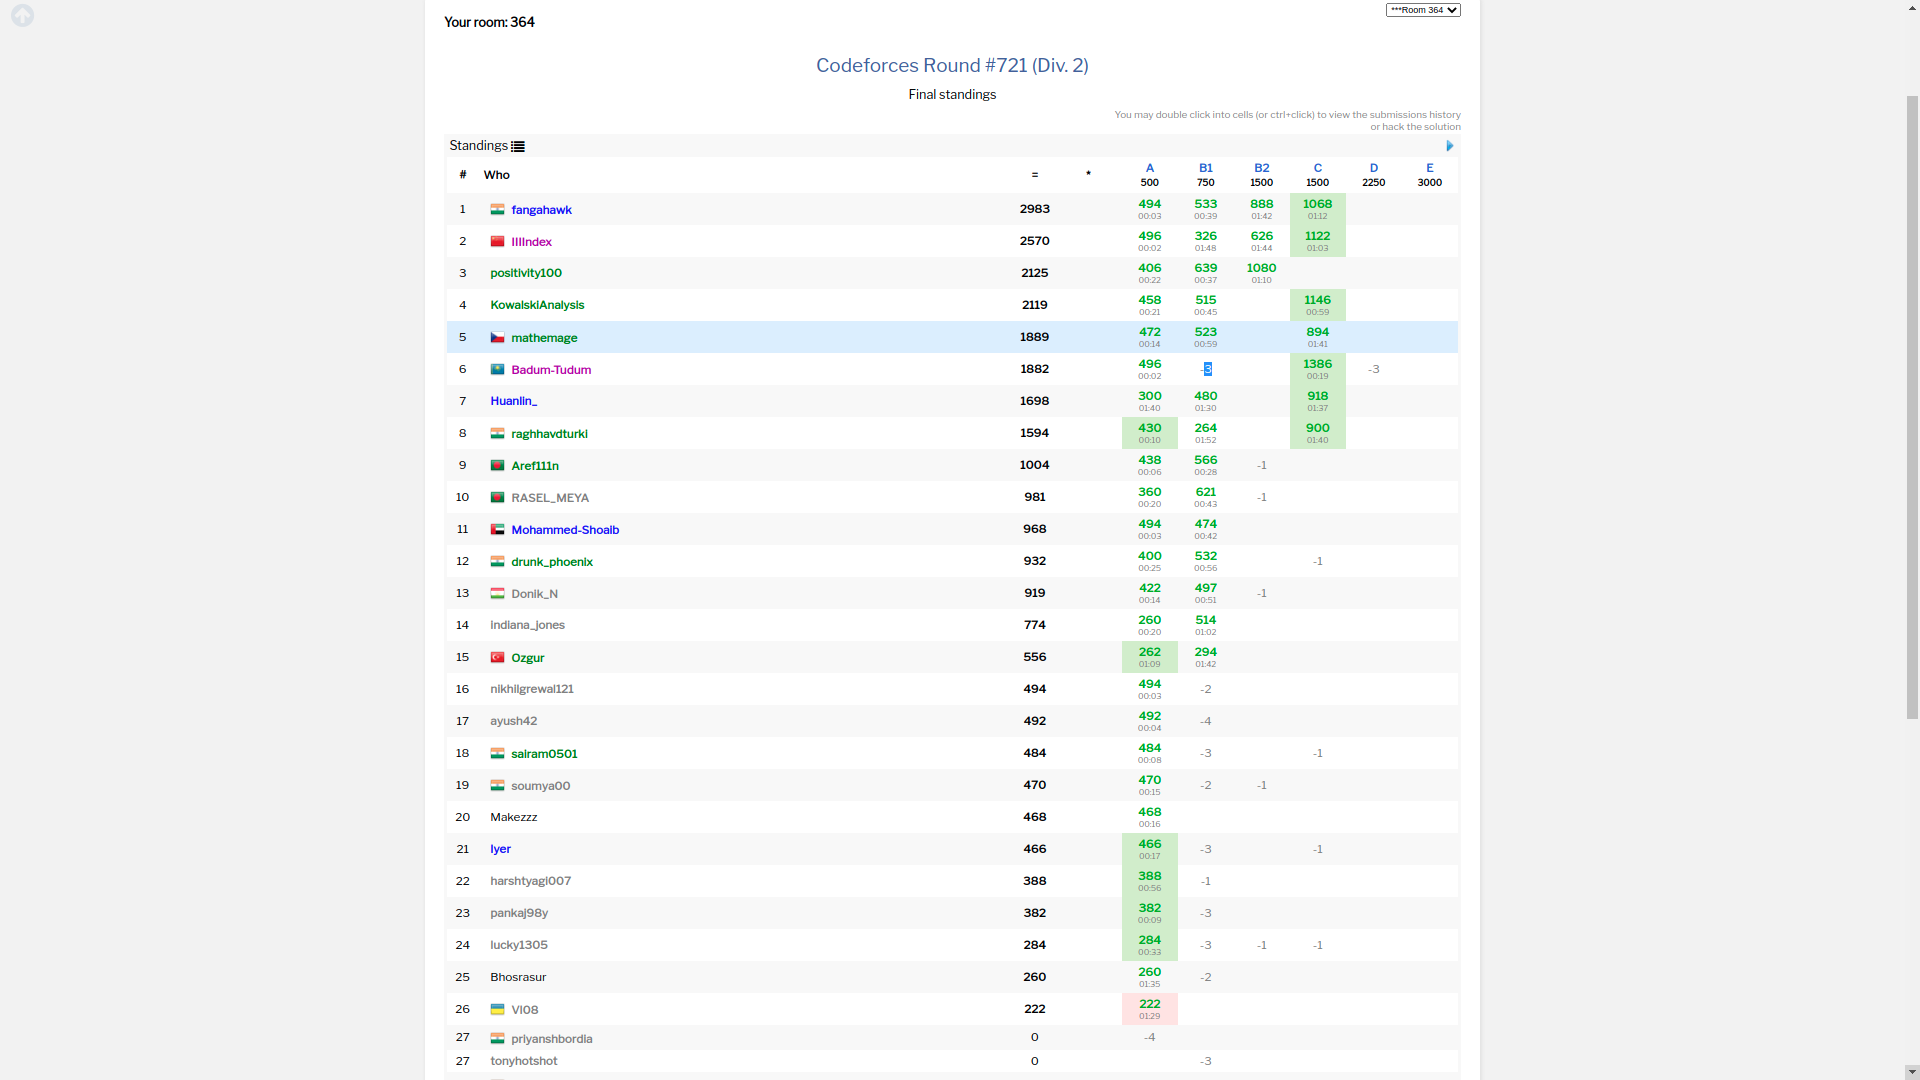 ***Room 364
Your room: 364
Codeforces Round #721 (Div. 2)
Final standings
You may double click into cells (or ctrl+click) to view the submissions history
or hack the solution
Standings
# Who = * A B1 B2 C D E
500 750 1500 1500 2250 3000
1 fangahawk 2983 494 533 888 1068
00:03 00:39 01:42 01:12
2 IIIIndex 2570 496 326 626 1122
00:02 01:48 01:44 01:03
3 positivity100 2125 406 639 1080
00:22 00:37 01:10
4 KowalskiAnalysis 2119 458 515 1146
00:21 00:45 00:59
5 mathemage 1889 472 523 894
00:14 00:59 01:41
6 Badum-Tudum 1882 496 -3 1386 -3
00:02 00:19
7 Huanlin_ 1698 300 480 918
01:40 01:30 01:37
8 raghhavdturki 1594 430 264 900
00:10 01:52 01:40
9 Aref111n 1004 438 566 -1
00:06 00:28
10 RASEL_MEYA 981 360 621 -1
00:20 00:43
11 Mohammed-Shoaib 968 494 474
00:03 00:42
12 drunk_phoenix 932 400 532 -1
00:25 00:56
13 Donik_N 919 422 497 -1
00:14 00:51
14 indiana_jones 774 260 514
00:20 01:02
15 Ozgur 556 262 294
01:09 01:42
16 nikhilgrewal121 494 494 -2
00:03
17 ayush42 492 492 -4
00:04
18 sairam0501 484 484 -3 -1
00:08
19 soumya00 470 470 -2 -1
00:15
20 Makezzz 468 468
00:16
21 lyer 466 466 -3 -1
00:17
22 harshtyagi007 388 388 -1
00:56
23 pankaj98y 382 382 -3
00:09
24 lucky1305 284 284 -3 -1 -1
00:33
25 Bhosrasur 260 260 -2
01:35
26 VI08 222 222
01:29
27 priyanshbordia 0 -4
27 tonyhotshot 0 -3